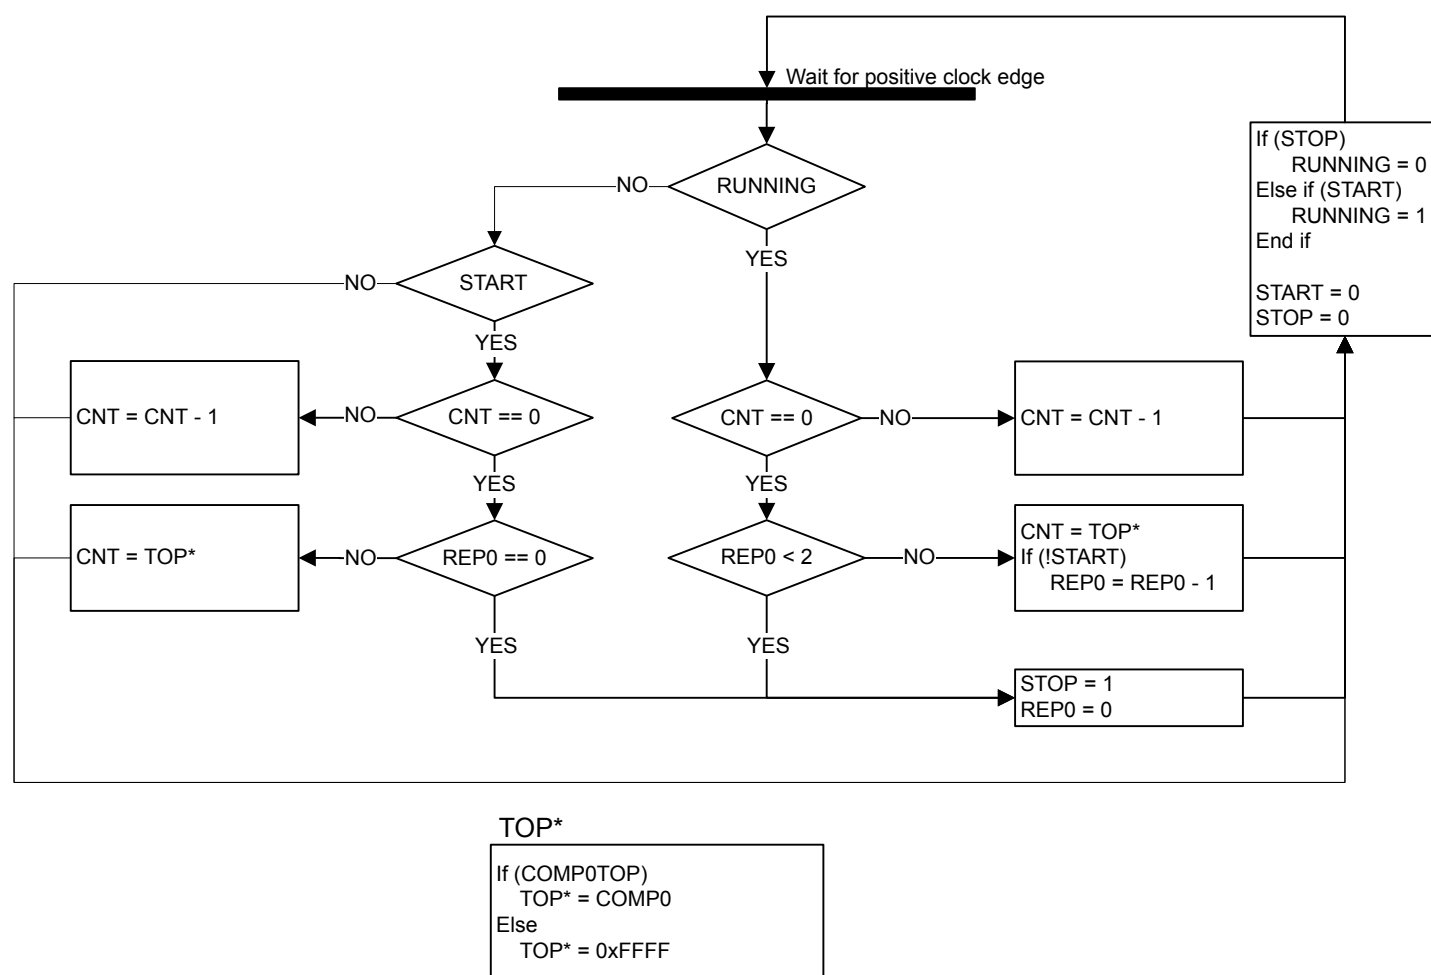 Wait for positive clock edge
If (STOP)
RUNNING = 0
Else if (START)
RUNNING = 1
End if
START = 0
STOP = 0
RUNNING
NO
YES
START
NO
YES
CNT = CNT - 1
NO
CNT == 0
YES
CNT == 0
NO
YES
CNT = CNT - 1
CNT = TOP*
NO
REP0 == 0
YES
REP0 < 2
NO
YES
CNT = TOP*
If (!START)
REP0 = REP0 - 1
STOP = 1
REP0 = 0
TOP*
If (COMP0TOP)
TOP* = COMP0
Else
TOP* = 0xFFFF